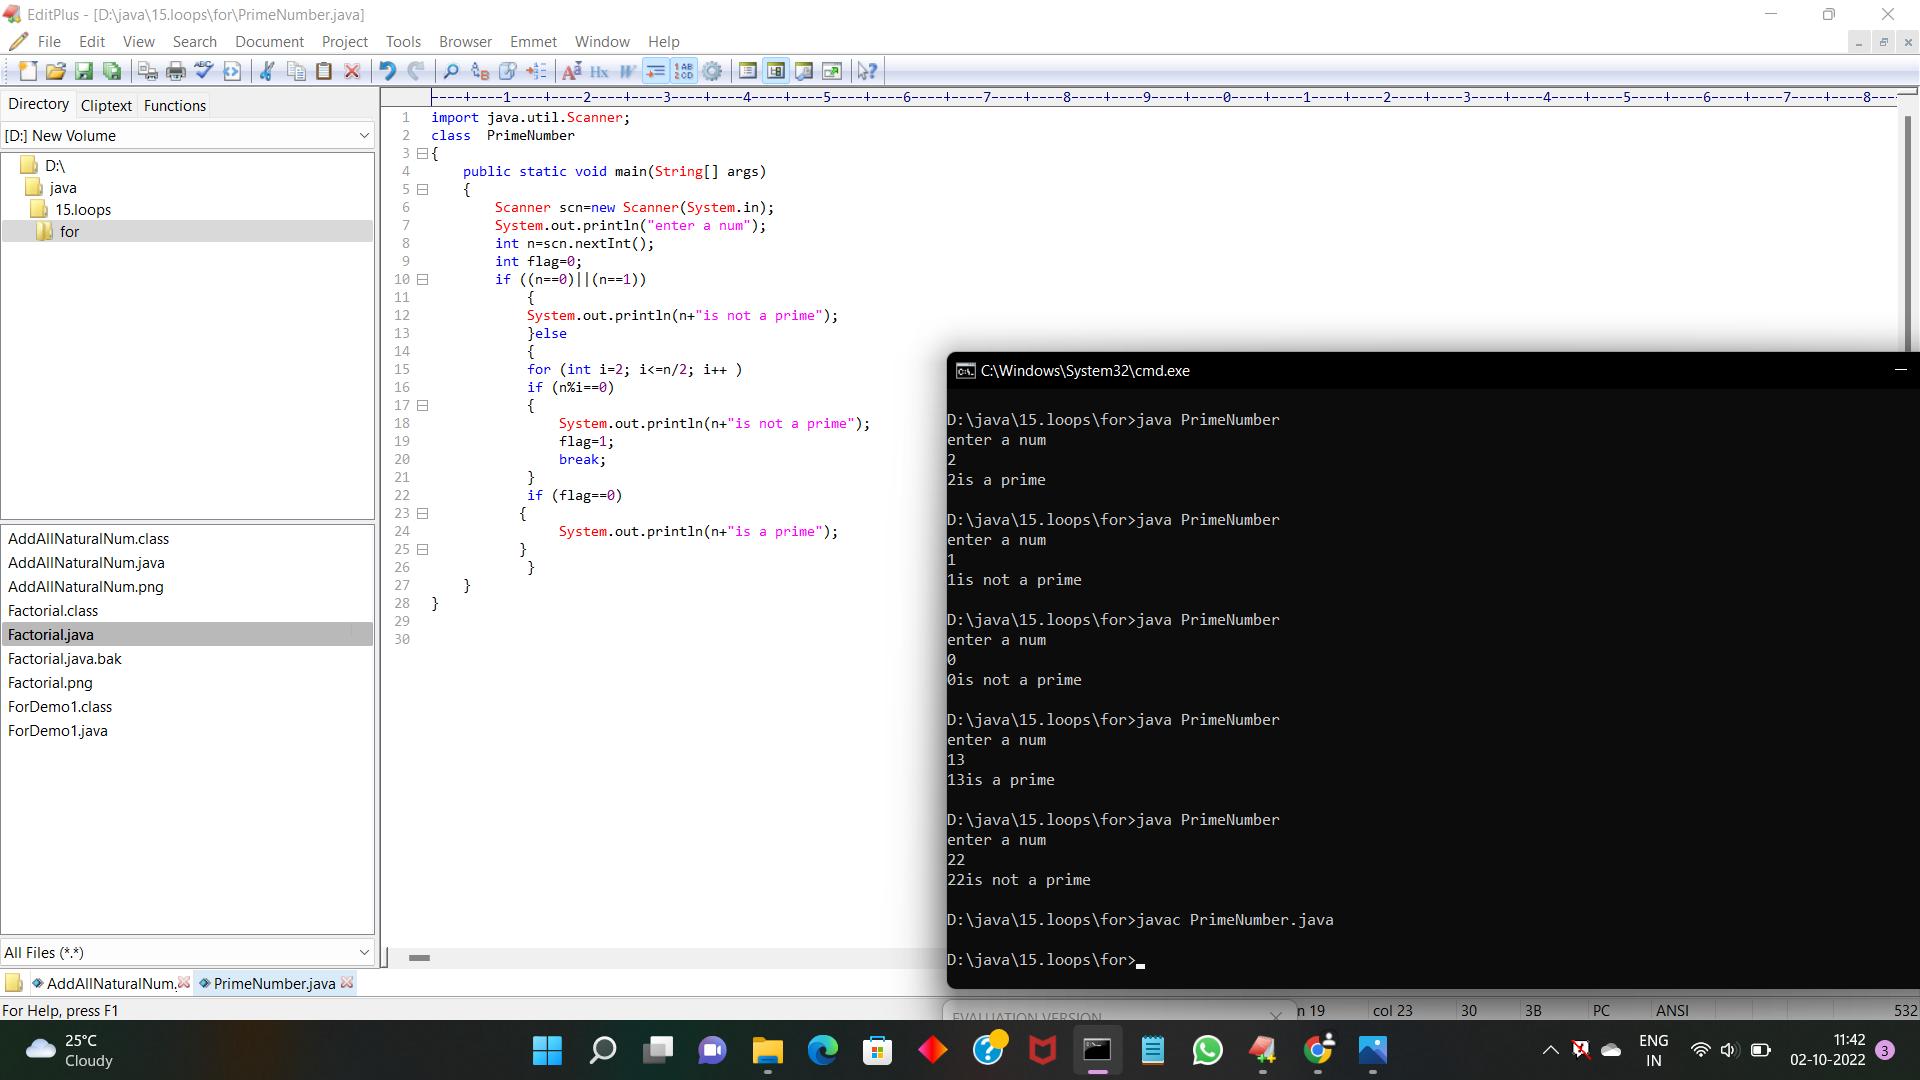 EditPlus - [D:\java\15.loops\for\PrimeNumber.java]
File Edit View Search Document Project Tools Browser Emmet Window Help
Directory Cliptext Functions
[D:] New Volume
D:\
java
15.loops
for
AddAllNaturalNum.class
AddAllNaturalNum.java
AddAllNaturalNum.png
Factorial.class
Factorial.java
Factorial.java.bak
Factorial.png
ForDemo1.class
ForDemo1.java
All Files (*.*)
----+----1----+----2----+----3----+----4----+----5----+----6----+----7----+----8----+----9----+----0----+----1----+----2----+----3----+----4----+----5----+----6----+----7----+----8---
1 import java.util.Scanner;
2 class  PrimeNumber
3 {
4     public static void main(String[] args)
5     {
6         Scanner scn=new Scanner(System.in);
7         System.out.println("enter a num");
8         int n=scn.nextInt();
9         int flag=0;
10         if ((n==0)||(n==1))
11             {
12             System.out.println(n+"is not a prime");
13             }else
14             {
15             for (int i=2; i<=n/2; i++ )
16             if (n%i==0)
17             {
18                 System.out.println(n+"is not a prime");
19                 flag=1;
20                 break;
21             }
22             if (flag==0)
23            {
24                 System.out.println(n+"is a prime");
25            }
26             }
27     }
28 }
29
30
C:\Windows\System32\cmd.exe
D:\java\15.loops\for>java PrimeNumber
enter a num
2
2is a prime
D:\java\15.loops\for>java PrimeNumber
enter a num
1
1is not a prime
D:\java\15.loops\for>java PrimeNumber
enter a num
0
0is not a prime
D:\java\15.loops\for>java PrimeNumber
enter a num
13
13is a prime
D:\java\15.loops\for>java PrimeNumber
enter a num
22
22is not a prime
D:\java\15.loops\for>javac PrimeNumber.java
D:\java\15.loops\for>
AddAllNaturalNum. PrimeNumber.java
EVALUATION VERSION
For Help, press F1
n 19 col 23 30 3B PC ANSI 532
25°C
Cloudy
ENG
IN
11:42
02-10-2022
3